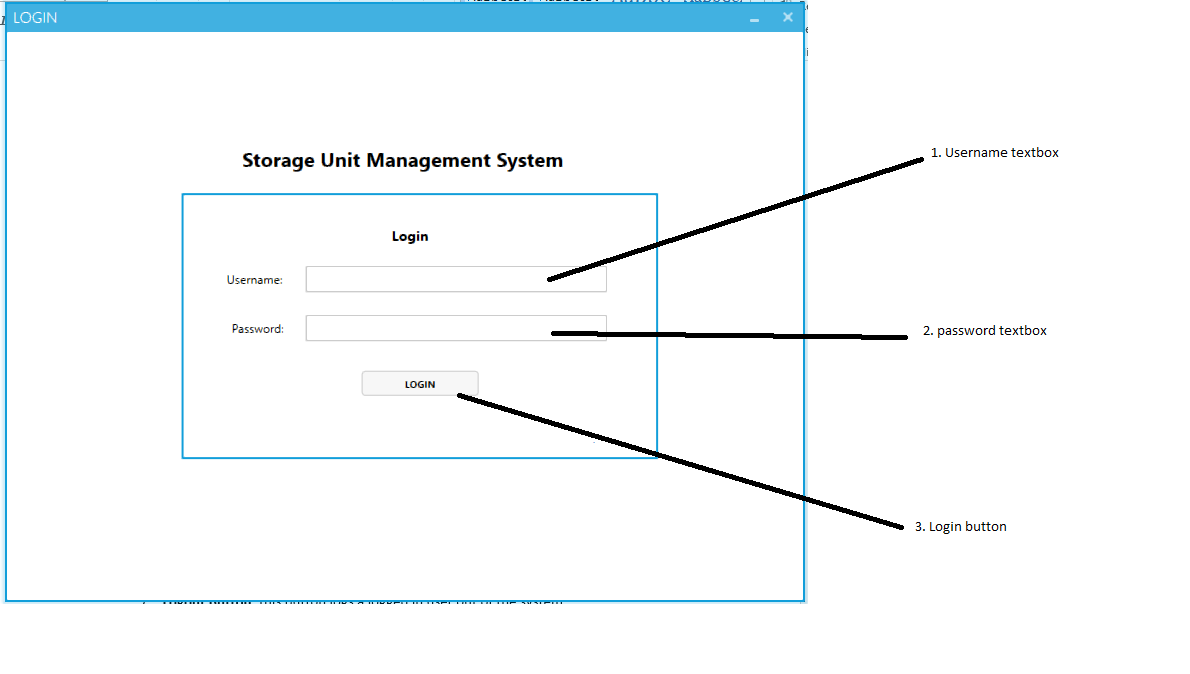 LOGIN
1. Username textbox
Storage Unit Management System
Login
Username:
2. password textbox
Password:
LOGIN
3. Login button